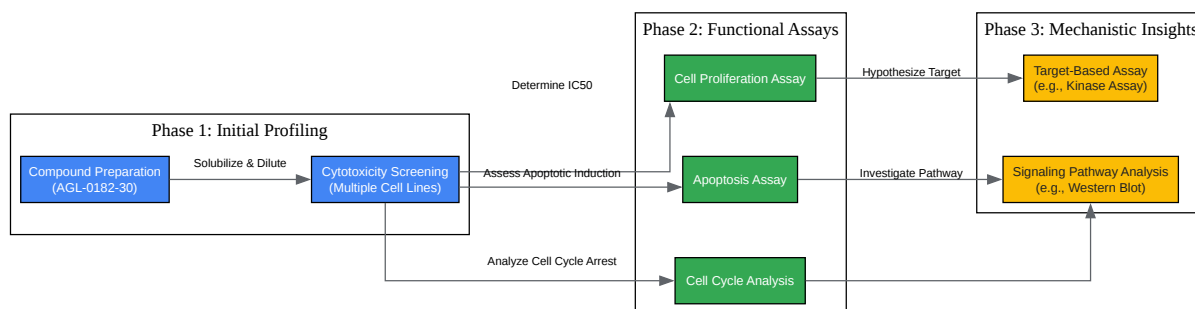 Phase 1: Initial Profiling
Compound Preparation
(AGL-0182-30)
Solubilize & Dilute
Cytotoxicity Screening
(Multiple Cell Lines)
Determine IC50
Assess Apoptotic Induction
Analyze Cell Cycle Arrest
Phase 2: Functional Assays
Cell Proliferation Assay
Apoptosis Assay
Cell Cycle Analysis
Hypothesize Target
Investigate Pathway
Phase 3: Mechanistic Insights
Target-Based Assay
(e.g., Kinase Assay)
Signaling Pathway Analysis
(e.g., Western Blot)